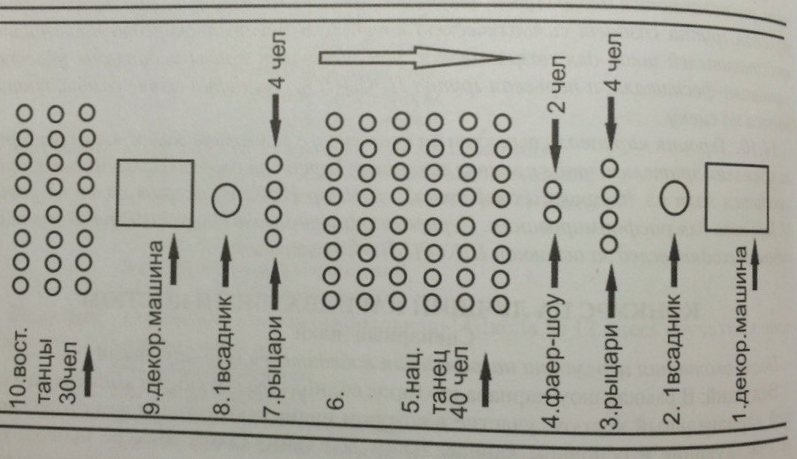 10.вост.
танцы
30чел
9.декор.машина
8.1всадник
7.рыцари 4 чел
6.
5.нац.
танец
40 чел
4.фаер-шоу 2 чел
3.рыцари 4 чел
2.1всадник
1.декор.машина